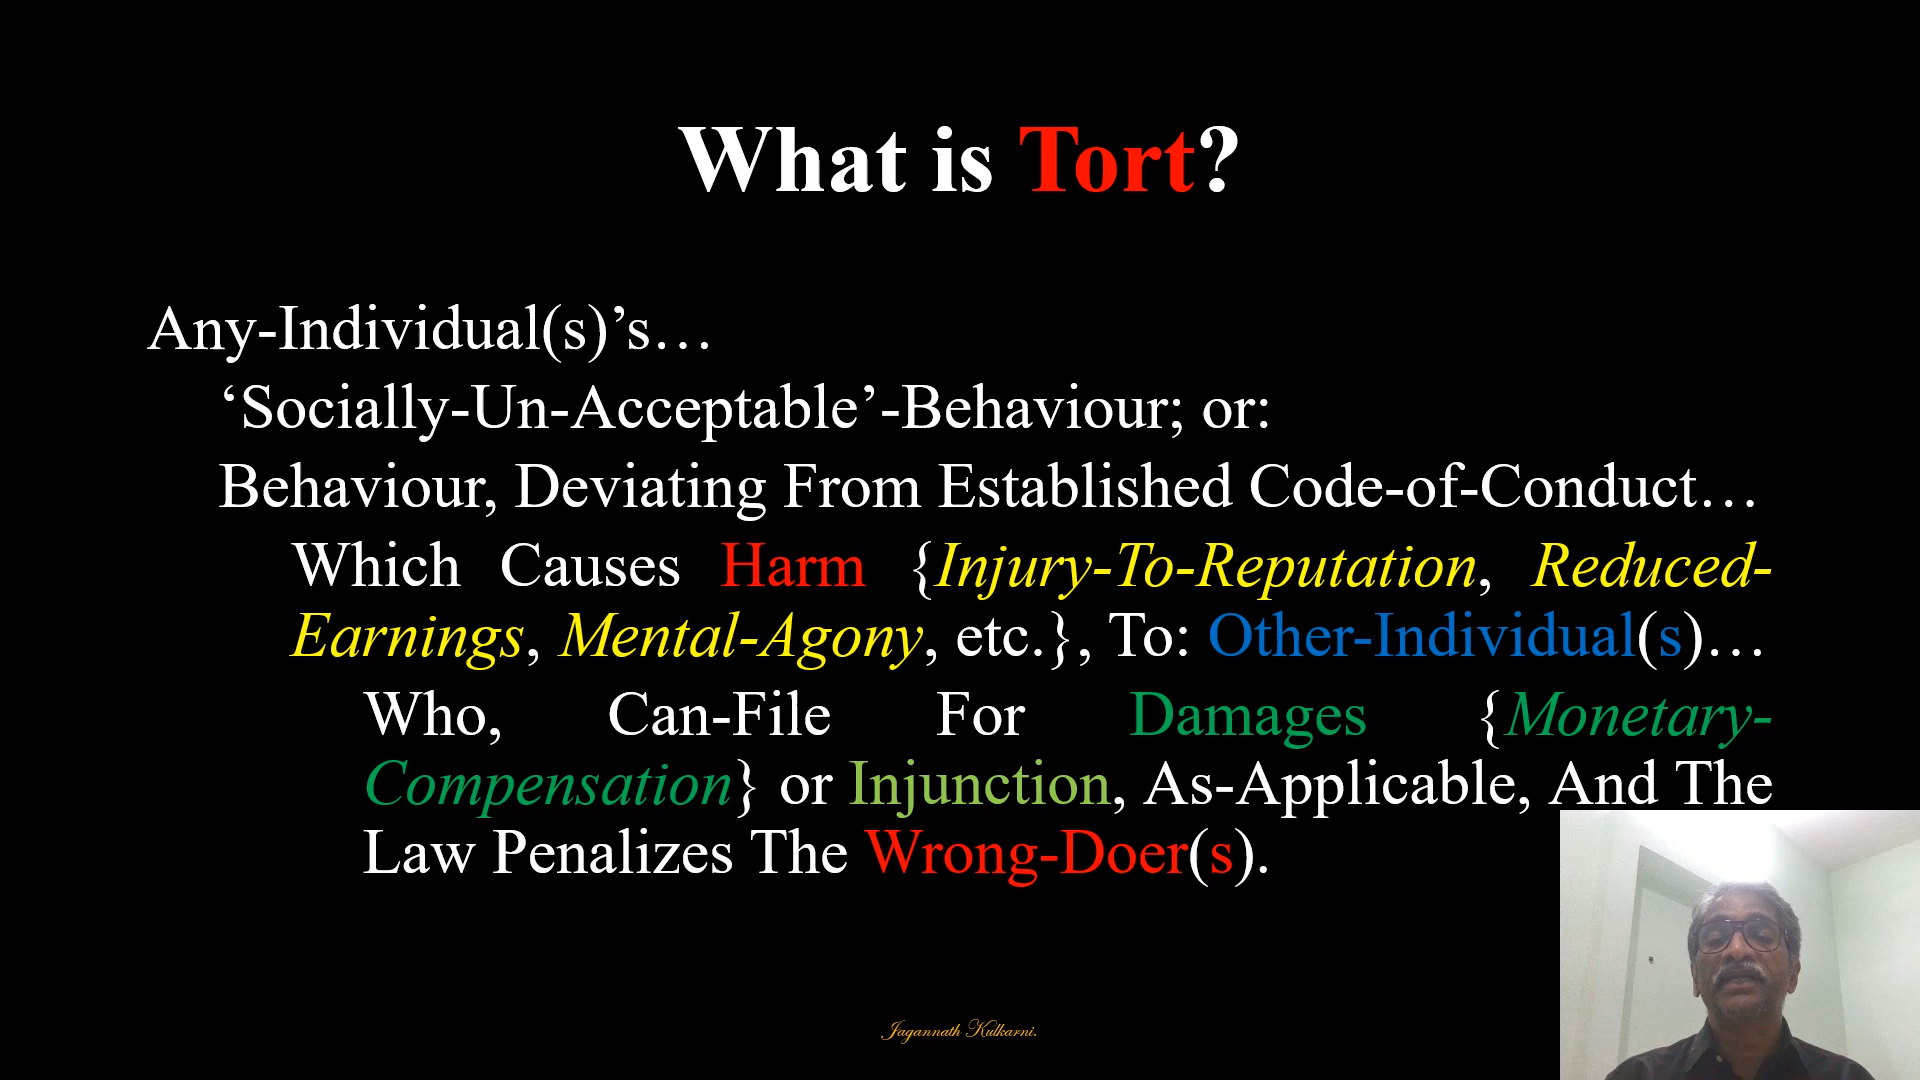 What is Tort?
Any-Individual(s)’s…
‘Socially-Un-Acceptable’-Behaviour; or:
Behaviour, Deviating From Established Code-of-Conduct…
Which Causes Harm {Injury-To-Reputation, Reduced-
Earnings, Mental-Agony, etc.}, To: Other-Individual(s)…
Who, Can-File For Damages {Monetary-
Compensation} or Injunction, As-Applicable, And The
Law Penalizes The Wrong-Doer(s).
Jagannath Kulkarni.